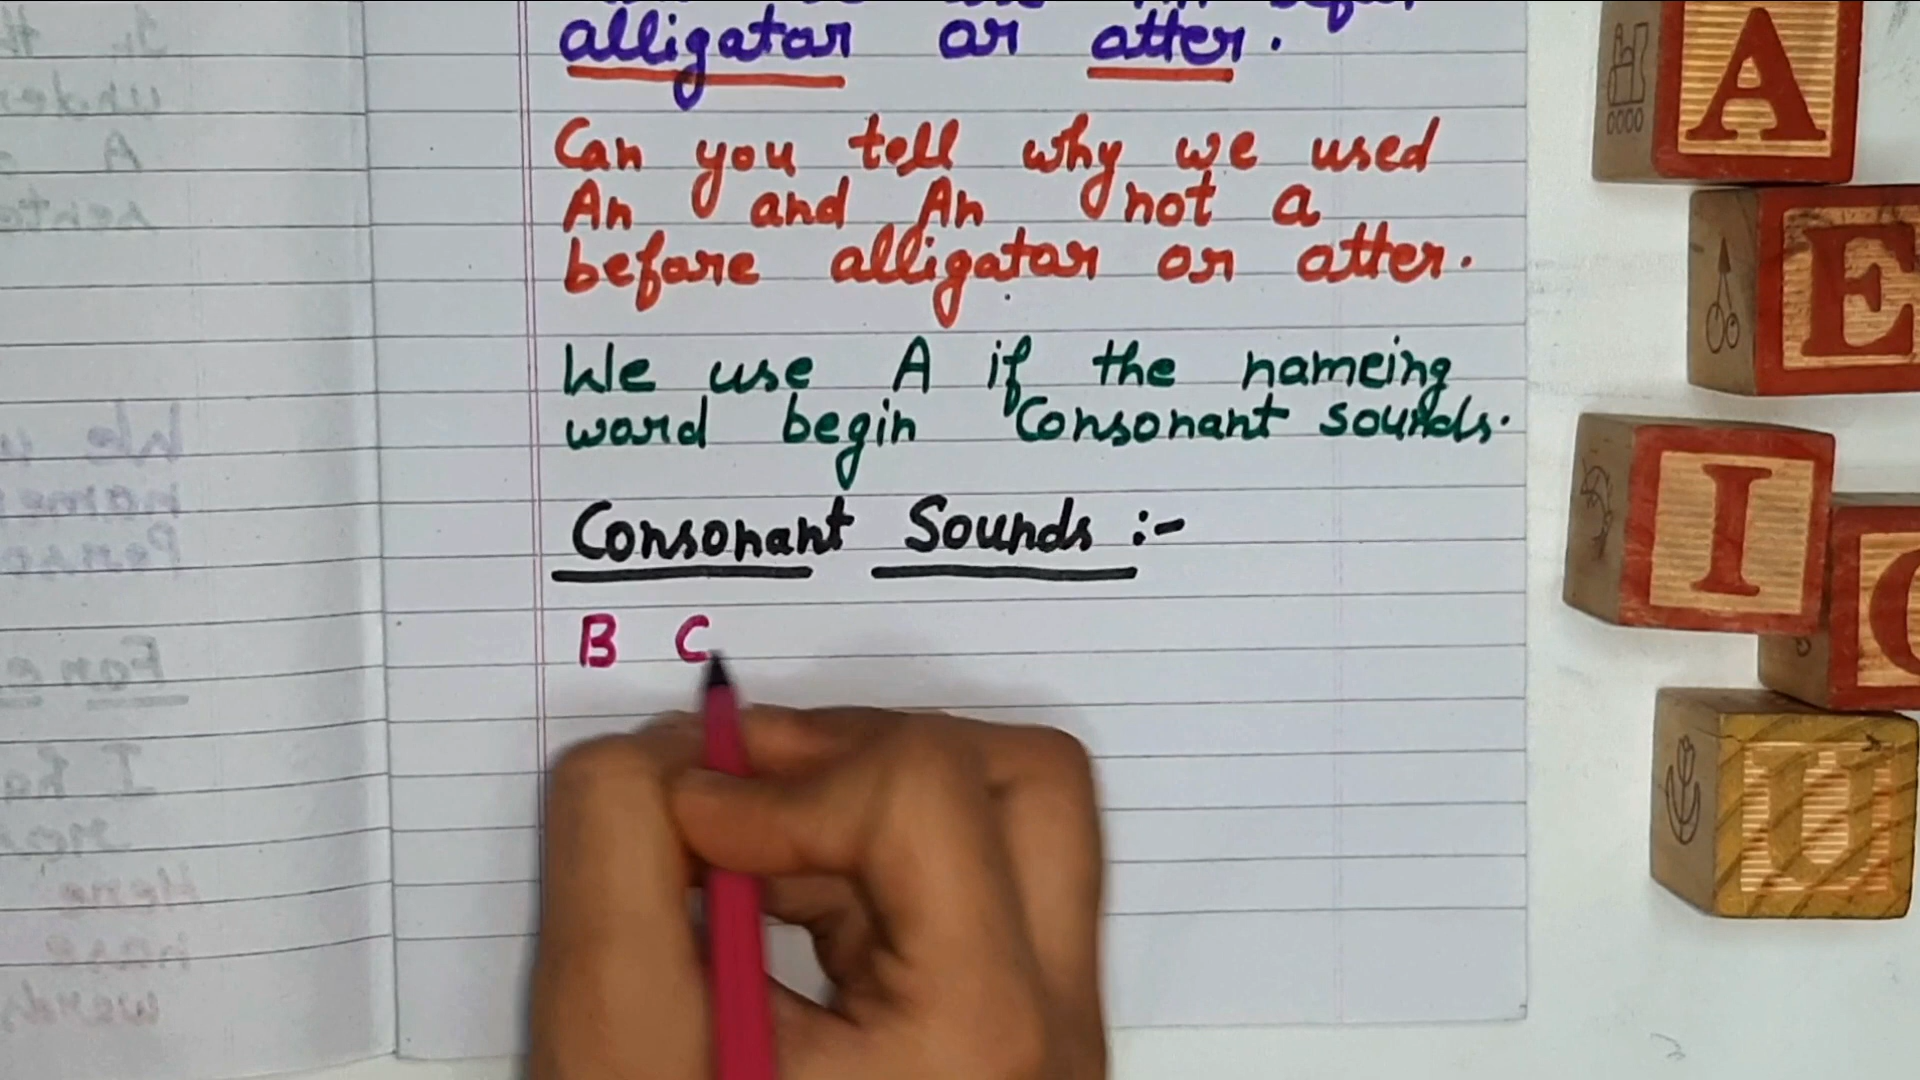 alligator or otter.
Can you tell why we used
An and An not a
before alligator or otter.
We use A if the nameing
word begin Consonant sounds.
Consonant Sounds :-
B C
A
E
I
U